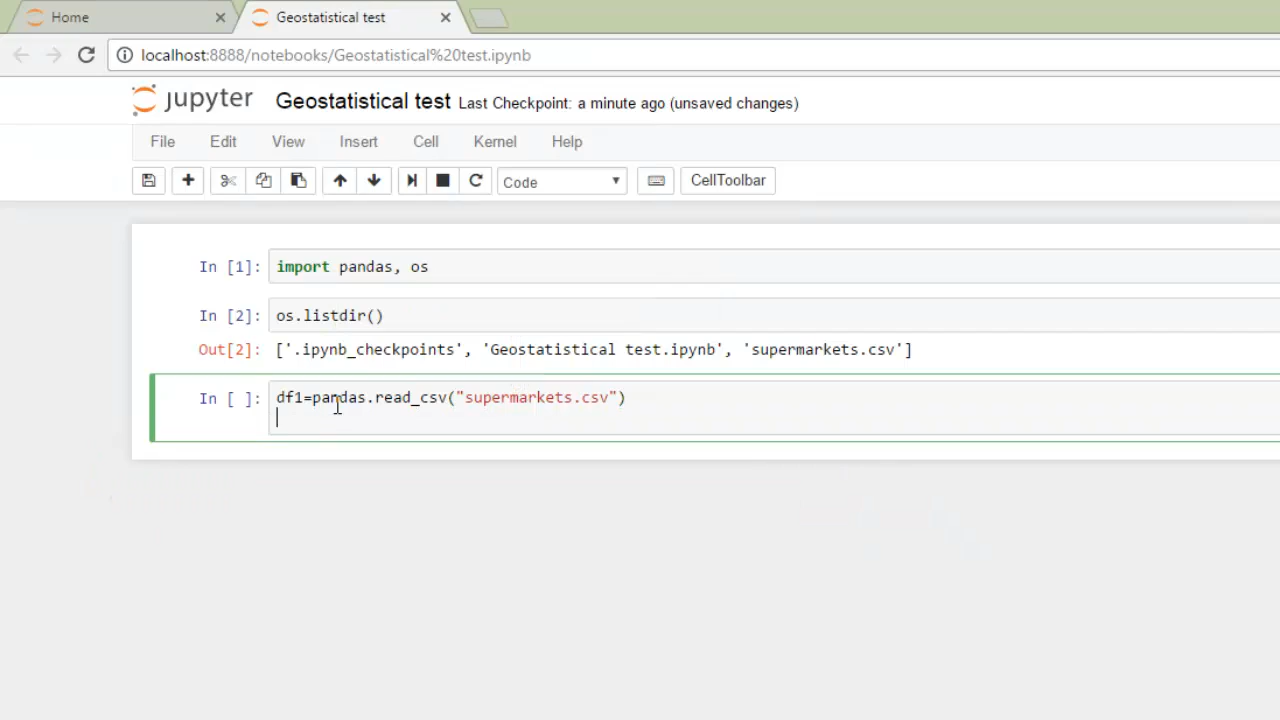 Home
Geostatistical test
localhost:8888/notebooks/Geostatistical%20test.ipynb
jupyter Geostatistical test Last Checkpoint: a minute ago (unsaved changes)
File Edit View Insert Cell Kernel Help
Code CellToolbar
In [1]: import pandas, os
In [2]: os.listdir()
Out[2]: ['.ipynb_checkpoints', 'Geostatistical test.ipynb', 'supermarkets.csv']
In [ ]: df1=pandas.read_csv("supermarkets.csv")